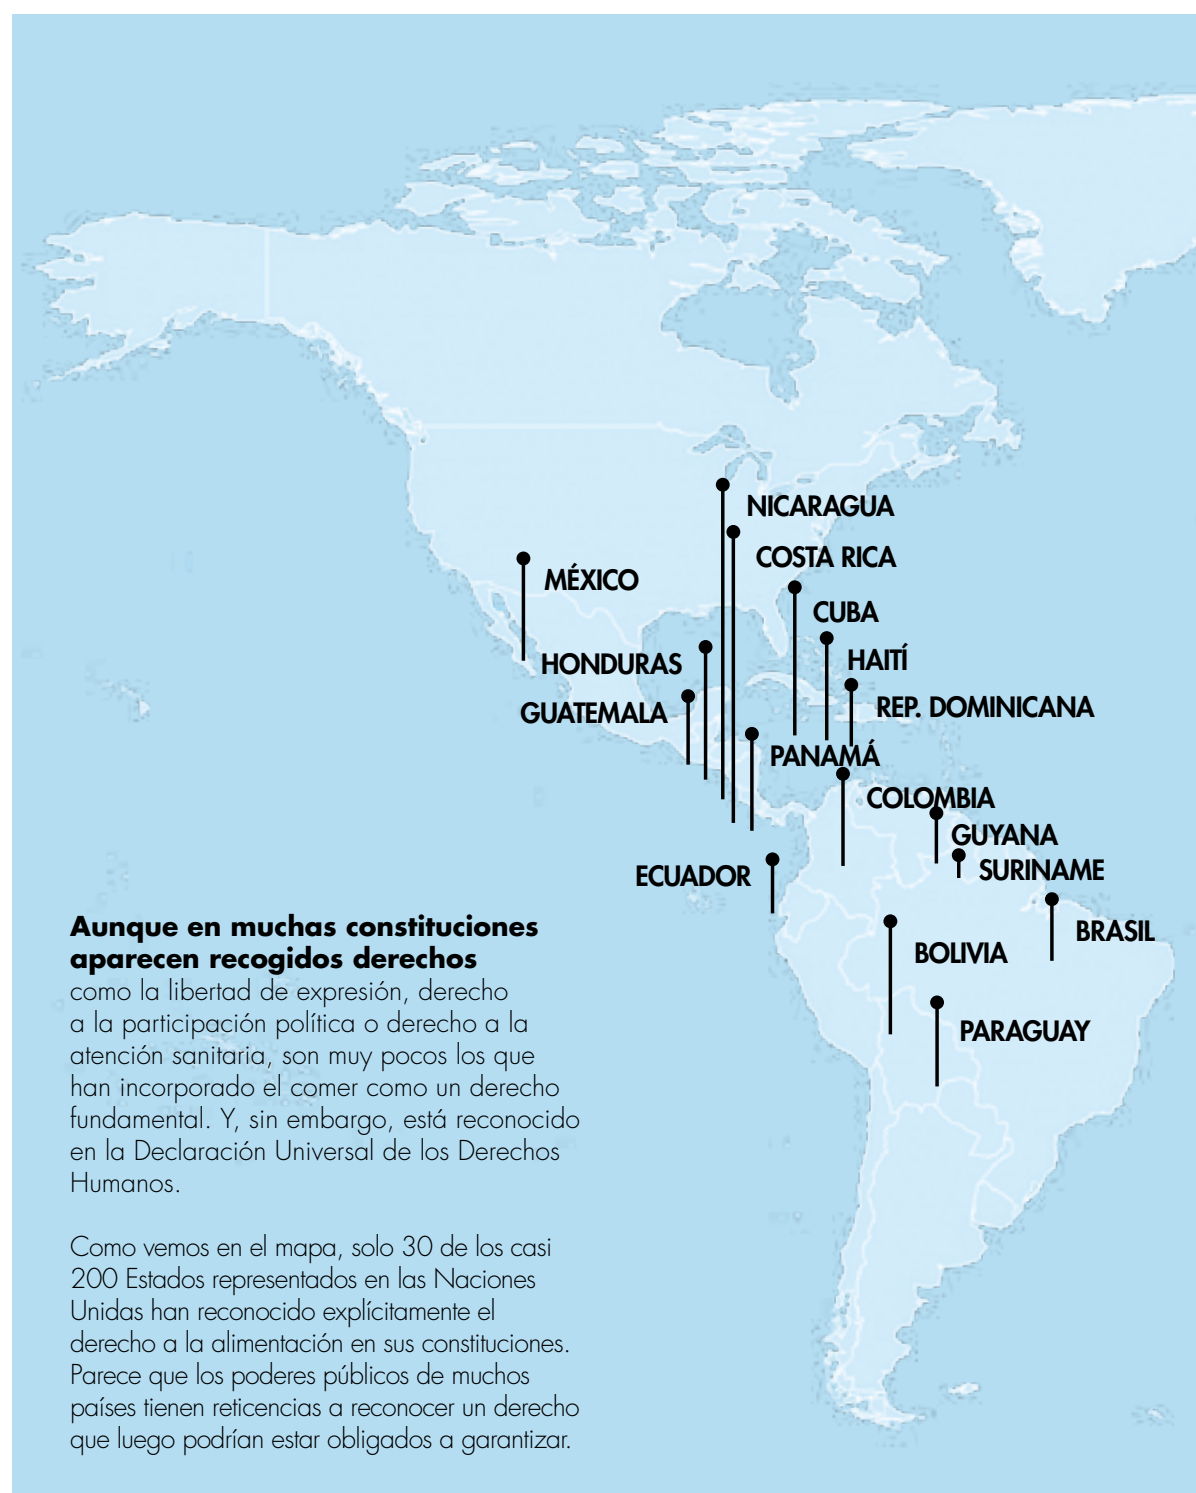 NICARAGUA
COSTA RICA
MÉXICO
CUBA
HONDURAS
HAITÍ
GUATEMALA
REP. DOMINICANA
PANAMÁ
COLOMBIA
GUYANA
ECUADOR
SURINAME
BRASIL
BOLIVIA
PARAGUAY
Aunque en muchas constituciones
aparecen recogidos derechos
como la libertad de expresión, derecho
a la participación política o derecho a la
atención sanitaria, son muy pocos los que
han incorporado el comer como un derecho
fundamental. Y, sin embargo, está reconocido
en la Declaración Universal de los Derechos
Humanos.
Como vemos en el mapa, solo 30 de los casi
200 Estados representados en las Naciones
Unidas han reconocido explícitamente el
derecho a la alimentación en sus constituciones.
Parece que los poderes públicos de muchos
países tienen reticencias a reconocer un derecho
que luego podrían estar obligados a garantizar.